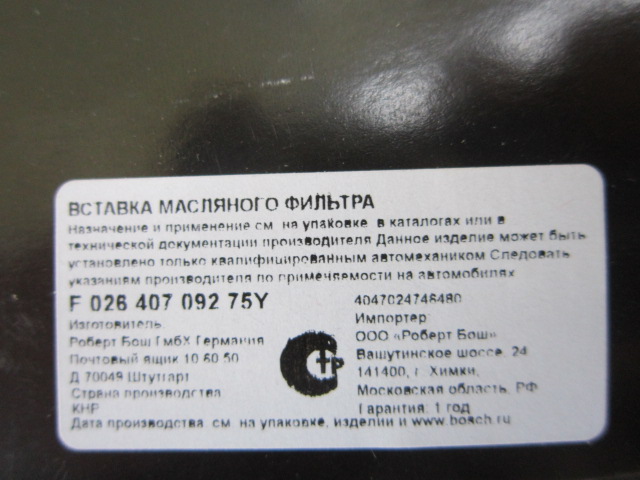 ВСТАВКА МАСЛЯНОГО ФИЛЬТРА
Назначение и применение см. на упаковке в каталогах или в
технической документации производителя Данное изделие может быть
установлено только квалифицированным автомехаником Следовать
указаниям производителя по применяемости на автомобилях
F 026 407 092 75Y
4047024746480
Изготовитель
Импортер
Роберт Бош ГмбХ Германия
ООО «Роберт Бош»
Почтовый ящик 10 60 50
Вашутинское шоссе, 24
Д 70049 Штутгарт
141400, г. Химки,
Страна производства
Московская область, РФ
КНР
Гарантия: 1 год
Дата производства см. на упаковке, изделии и www.bosch.ru